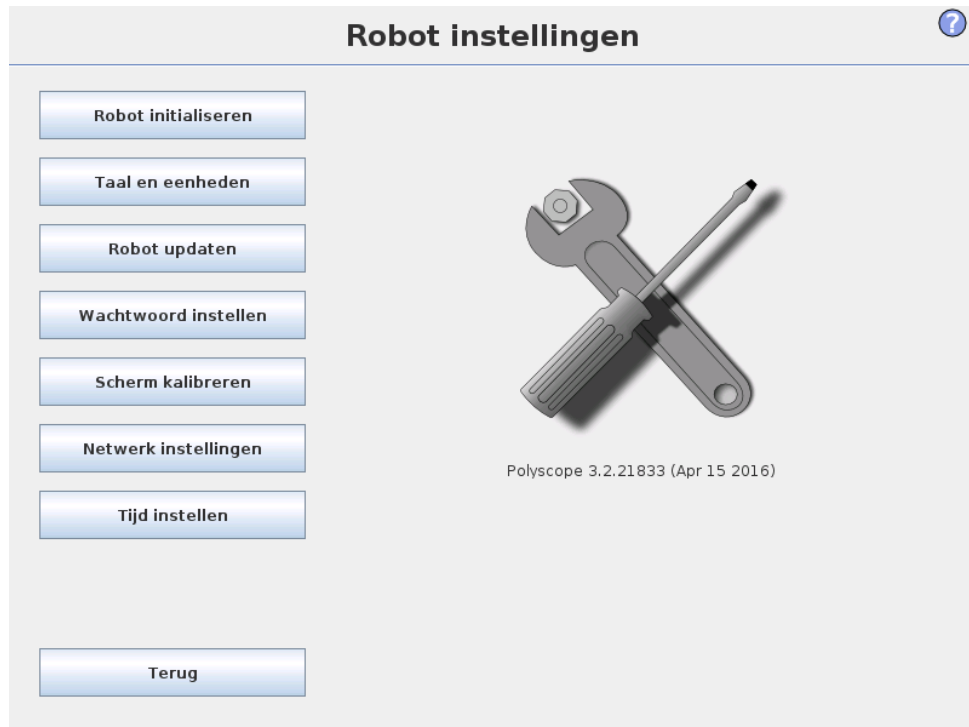 Robot instellingen
?
Robot initialiseren
Taal en eenheden
Robot updaten
Wachtwoord instellen
Scherm kalibreren
Netwerk instellingen
Tijd instellen
Polyscope 3.2.21833 (Apr 15 2016)
Terug